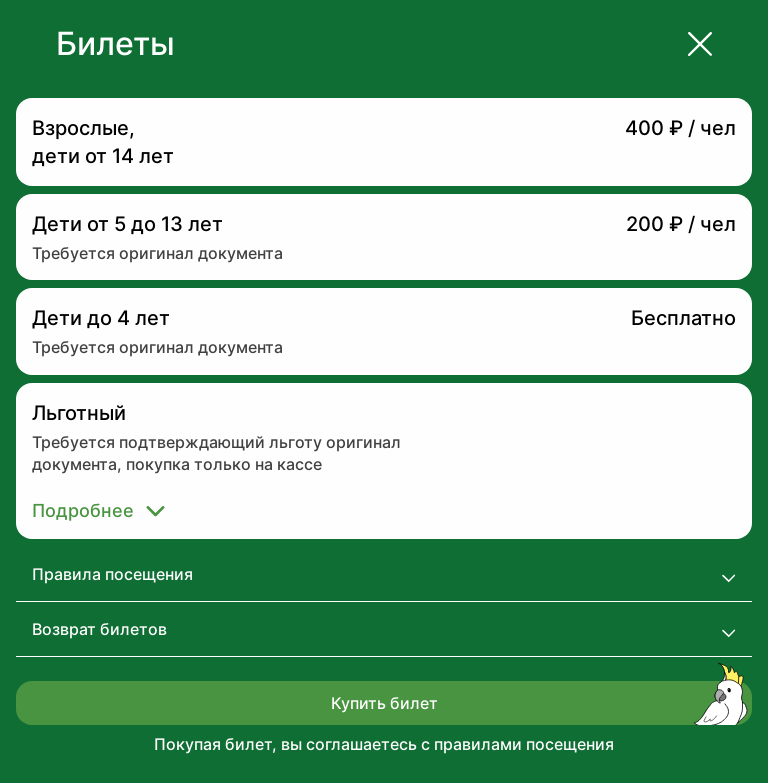 Билеты
Взрослые,
дети от 14 лет
400 ₽ / чел
Дети от 5 до 13 лет
200 ₽ / чел
Требуется оригинал документа
Дети до 4 лет
Бесплатно
Требуется оригинал документа
Льготный
Требуется подтверждающий льготу оригинал
документа, покупка только на кассе
Подробнее
Правила посещения
Возврат билетов
Купить билет
Покупая билет, вы соглашаетесь с правилами посещения